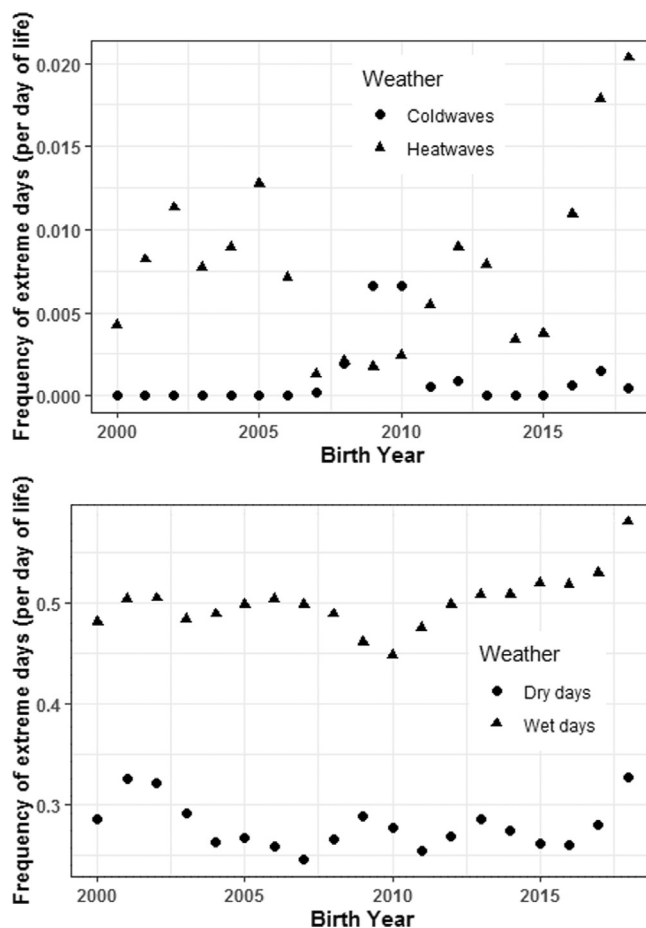 Frequency of extreme days (per day of life)
0.020
0.015
0.010
0.005
0.000
Weather
Coldwaves
Heatwaves
2000 2005 2010 2015
Birth Year
Frequency of extreme days (per day of life)
0.5
0.4
0.3
Weather
Dry days
Wet days
2000 2005 2010 2015
Birth Year